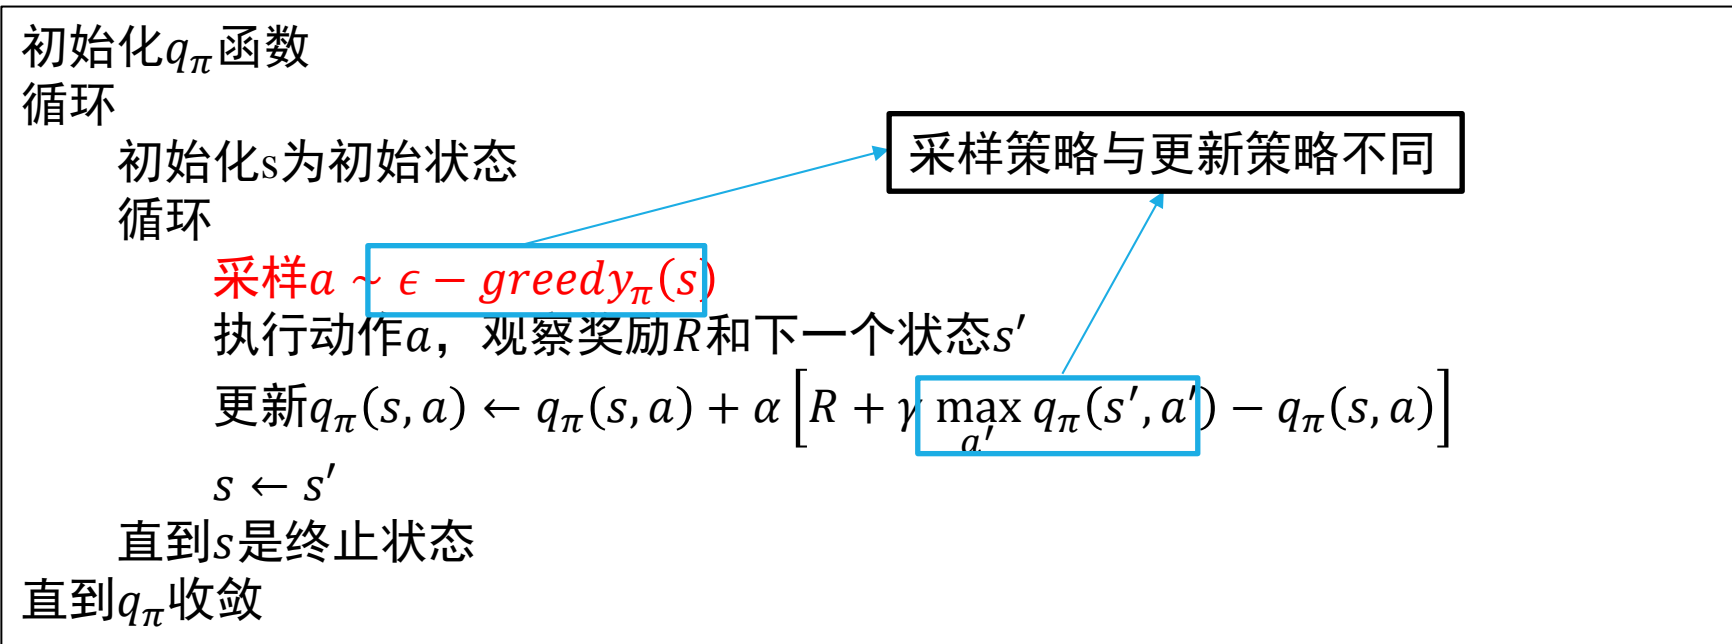 初始化qπ函数
循环
初始化s为初始状态
采样策略与更新策略不同
循环
采样a ~ ϵ − greedyπ(s)
执行动作a，观察奖励R和下一个状态s′
更新qπ(s, a) ← qπ(s, a) + α [R + γ max a′ qπ(s′, a′) − qπ(s, a)]
s ← s′
直到s是终止状态
直到qπ收敛